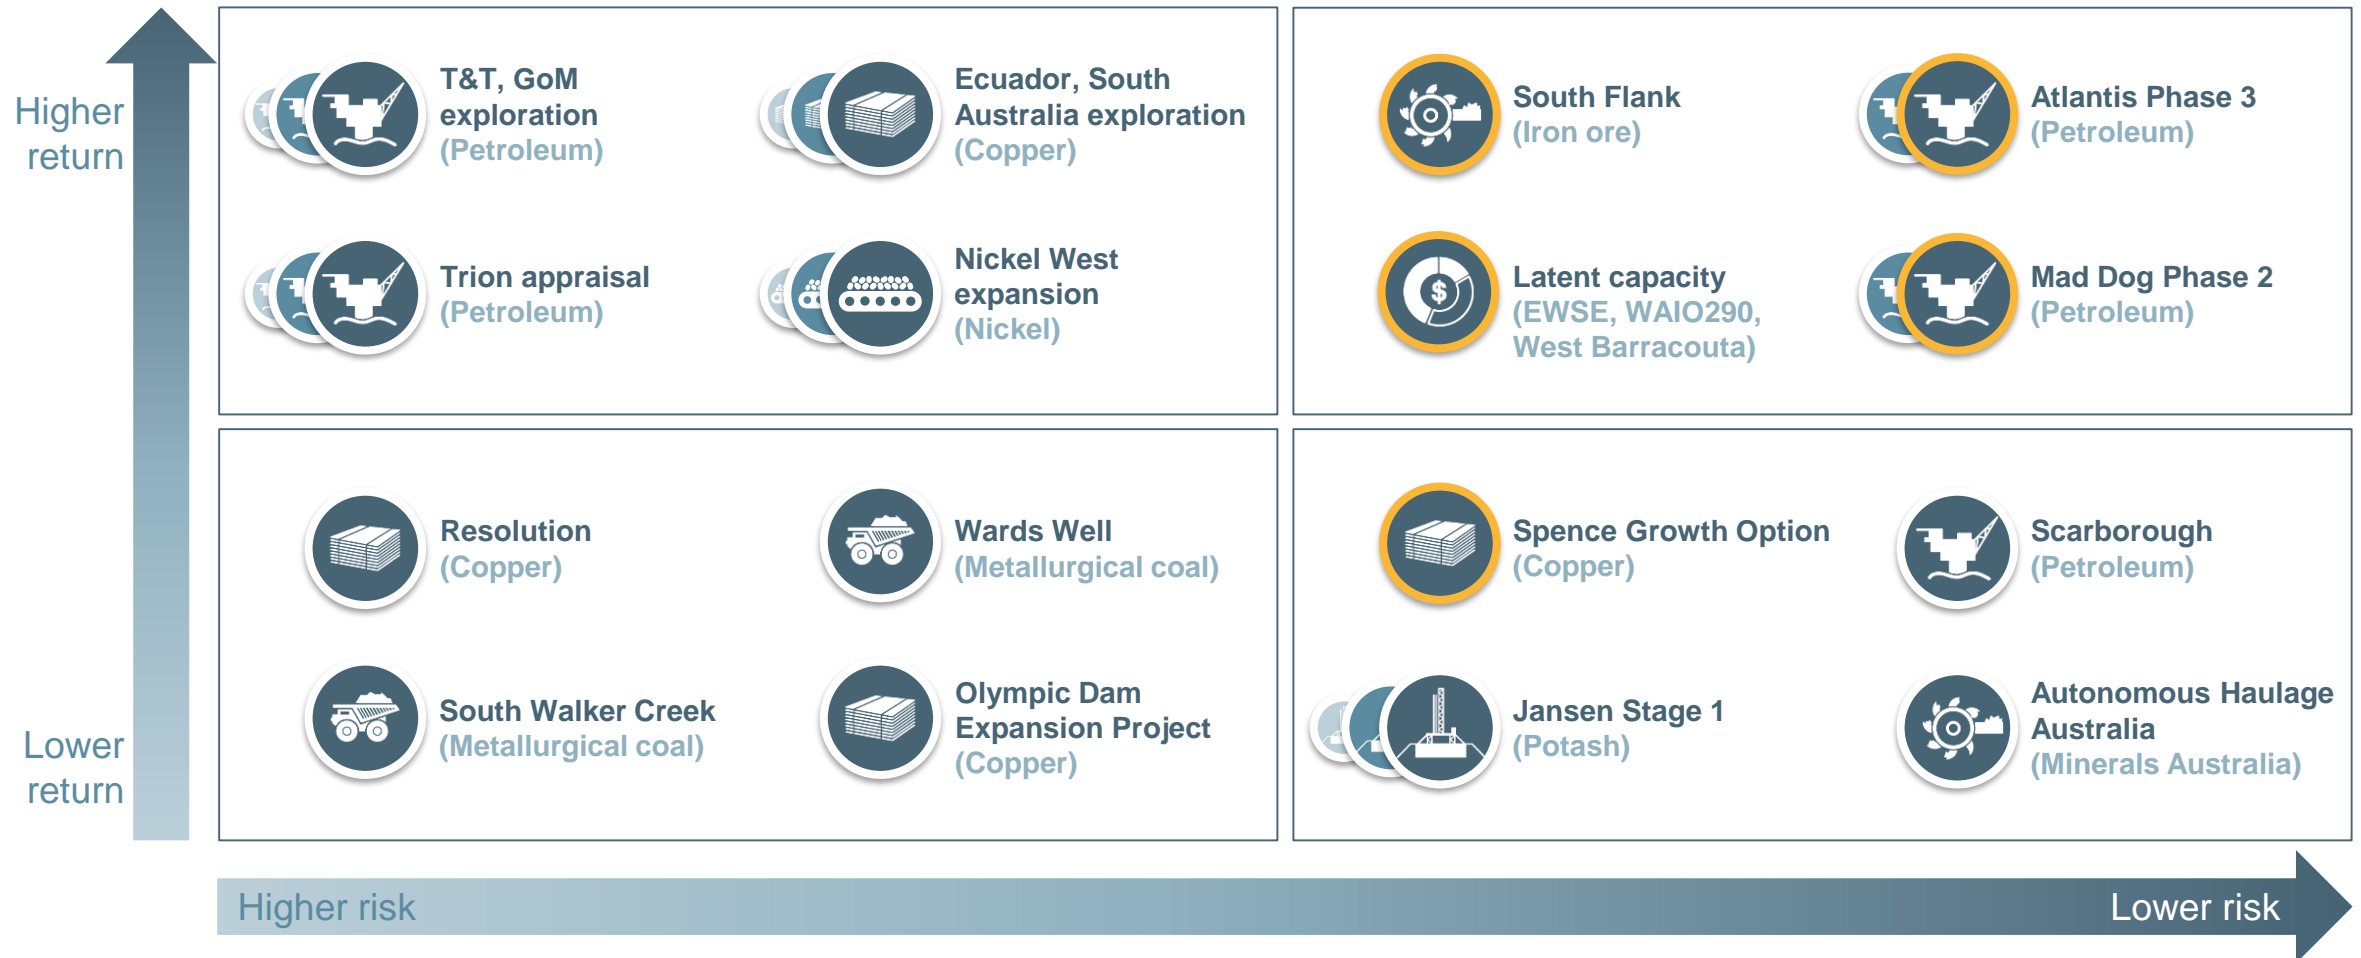 Higher
return
T&T, GoM
exploration
(Petroleum)
Ecuador, South
Australia exploration
(Copper)
Trion appraisal
(Petroleum)
Nickel West
expansion
(Nickel)
South Flank
(Iron ore)
Atlantis Phase 3
(Petroleum)
Latent capacity
(EWSE, WAIO290,
West Barracouta)
Mad Dog Phase 2
(Petroleum)
Resolution
(Copper)
Wards Well
(Metallurgical coal)
South Walker Creek
(Metallurgical coal)
Olympic Dam
Expansion Project
(Copper)
Spence Growth Option
(Copper)
Scarborough
(Petroleum)
Jansen Stage 1
(Potash)
Autonomous Haulage
Australia
(Minerals Australia)
Lower
return
Higher risk
Lower risk
$